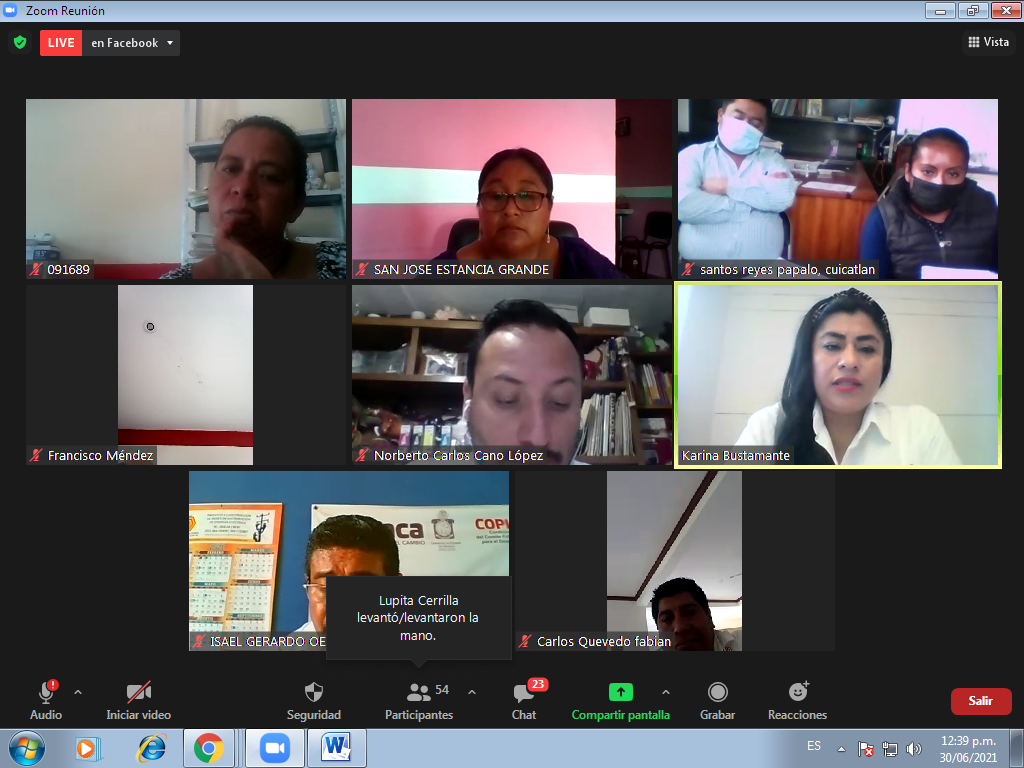 Zoom Reunión
LIVE en Facebook
Vista
091689
SAN JOSE ESTANCIA GRANDE
santos reyes papalo, cuicatlan
Francisco Méndez
Norberto Carlos Cano López
Karina Bustamante
aca
COP
ISAEL GERARDO OE
Lupita Cerrilla
levantó/levantaron la
mano.
Carlos Quevedo fabian
Audio
Iniciar video
Seguridad
54
Participantes
23
Chat
Compartir pantalla
Grabar
Reacciones
Salir
ES
12:39 p.m.
30/06/2021